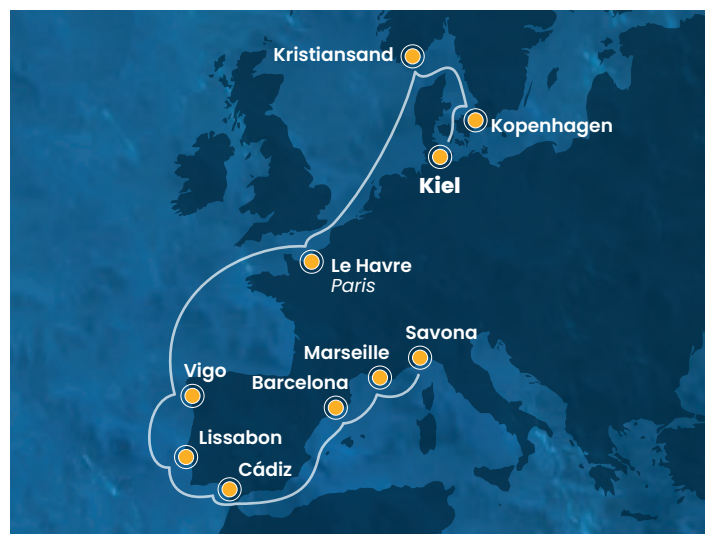 Kristiansand
Kopenhagen
Kiel
Le Havre
Paris
Savona
Marseille
Vigo
Barcelona
Lissabon
Cádiz